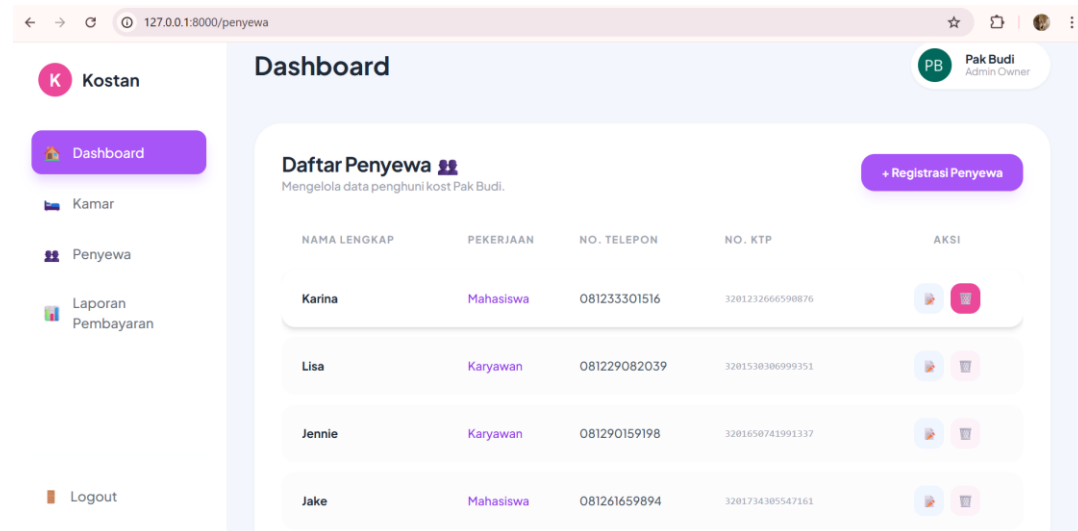 127.0.0.1:8000/penyewa
K Kostan
Dashboard
PB Pak Budi
Admin Owner
Dashboard
Kamar
Penyewa
Laporan
Pembayaran
Logout
Daftar Penyewa
Mengelola data penghuni kost Pak Budi.
+ Registrasi Penyewa
NAMA LENGKAP PEKERJAAN NO. TELEPON NO. KTP AKSI
Karina Mahasiswa 081233301516 3201232666590876
Lisa Karyawan 081229082039 3201530306999351
Jennie Karyawan 081290159198 3201650741991337
Jake Mahasiswa 081261659894 3201734305547161